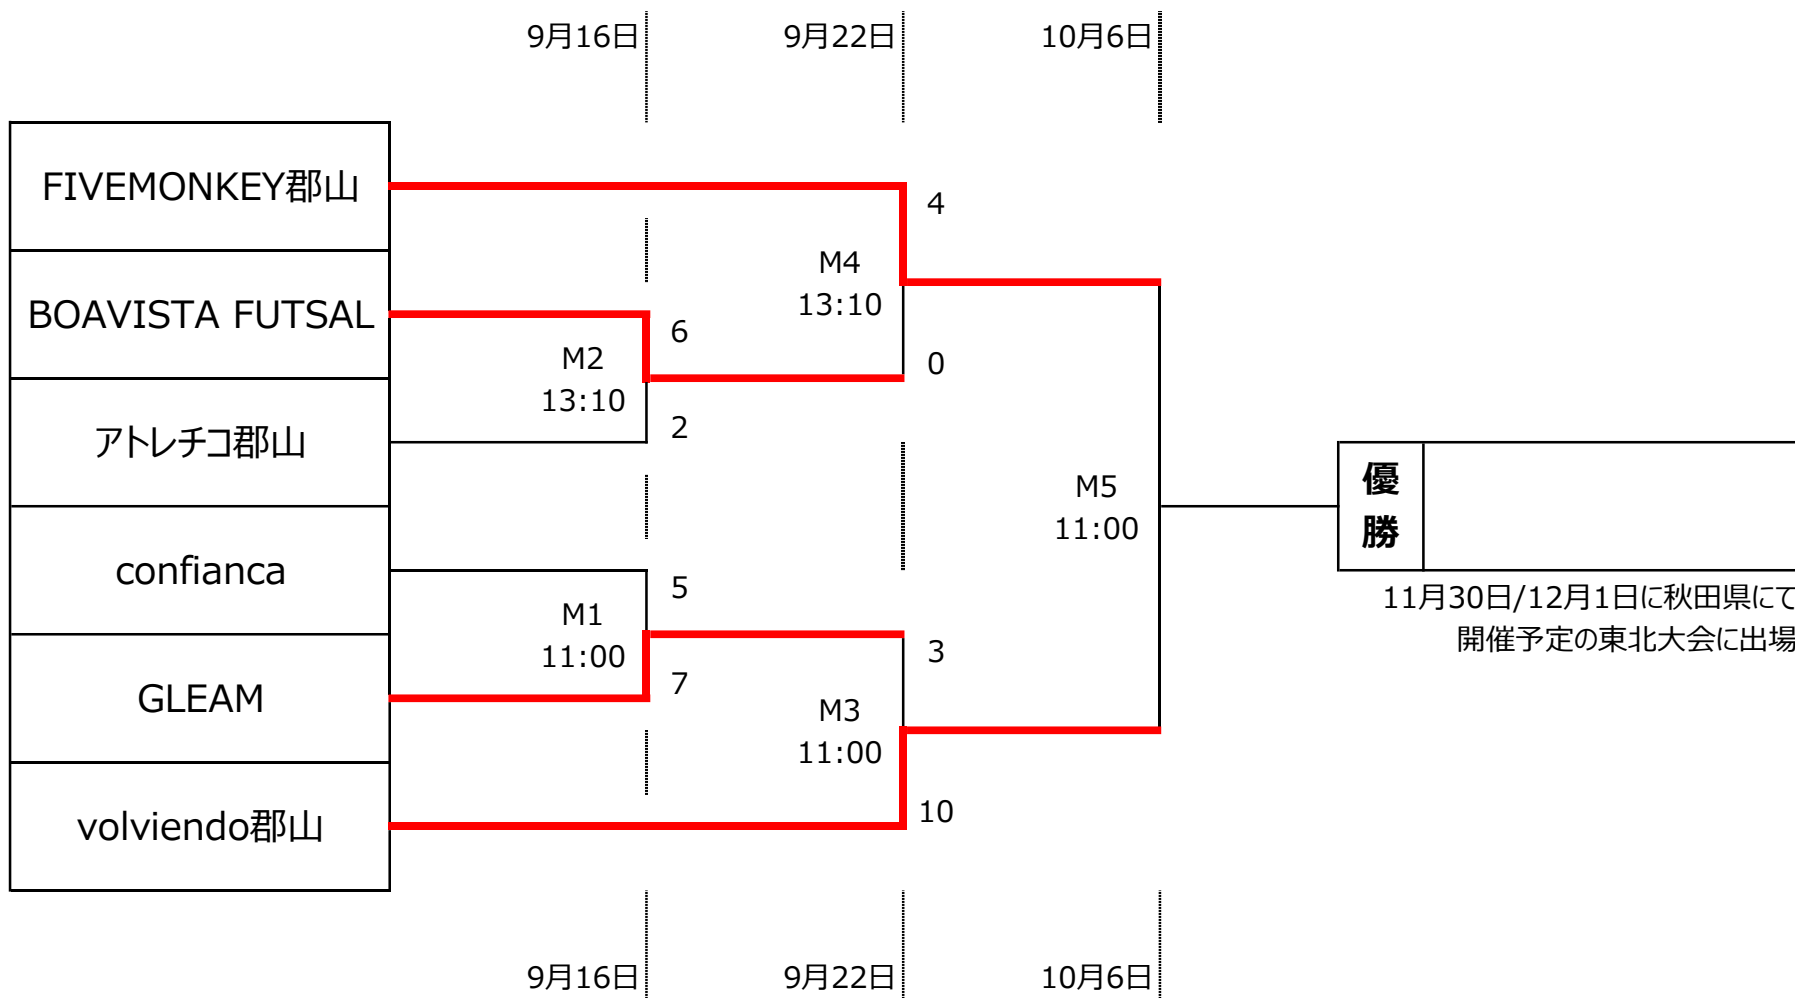 9月16日
9月22日
10月6日
FIVEMONKEY郡山
4
M4
13:10
BOAVISTA FUTSAL
6
M2
13:10
0
アトレチコ郡山
2
M5
11:00
優
勝
confianca
5
M1
11:00
11月30日/12月1日に秋田県にて
開催予定の東北大会に出場
3
GLEAM
7
M3
11:00
volviendo郡山
10
9月16日
9月22日
10月6日